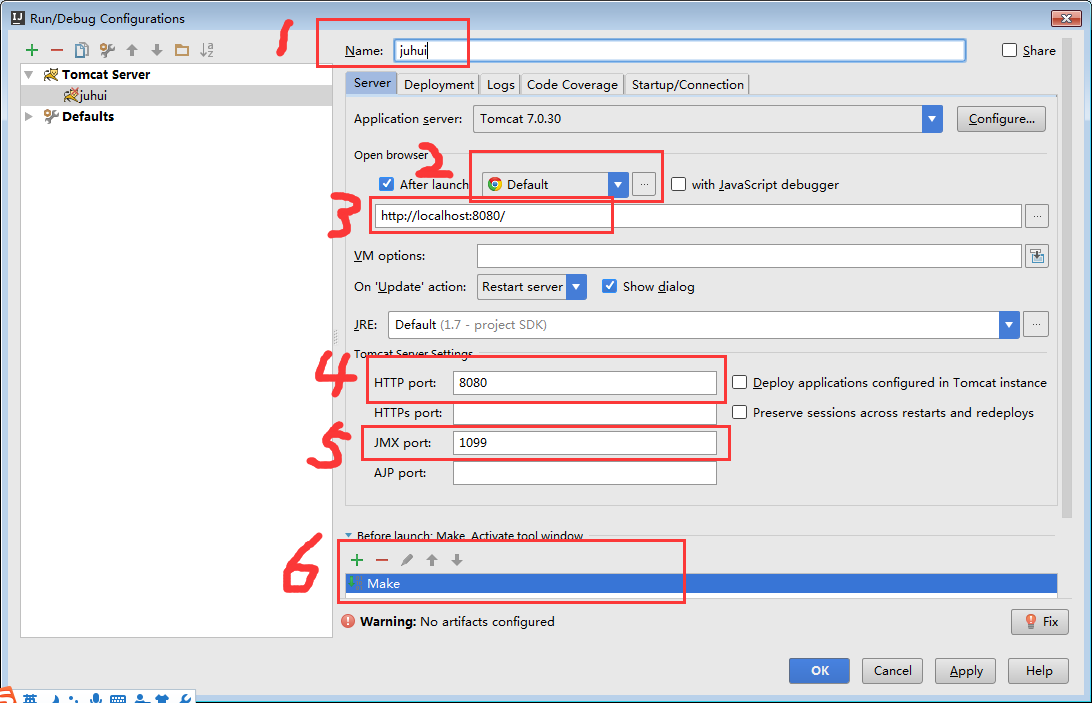 Run/Debug Configurations
1
Name: juhui
Share
Tomcat Server
juhui
Defaults
Server Deployment Logs Code Coverage Startup/Connection
Application server: Tomcat 7.0.30 Configure...
Open browser
2
After launch Default ... with JavaScript debugger
3
http://localhost:8080/ ...
VM options:
On 'Update' action: Restart server Show dialog
JRE: Default (1.7 - project SDK) ...
Tomcat Server Settings
4
HTTP port: 8080 Deploy applications configured in Tomcat instance
HTTPs port: Preserve sessions across restarts and redeploys
5
JMX port: 1099
AJP port:
Before launch: Make, Activate tool window
6
Make
Warning: No artifacts configured Fix
OK Cancel Apply Help
英